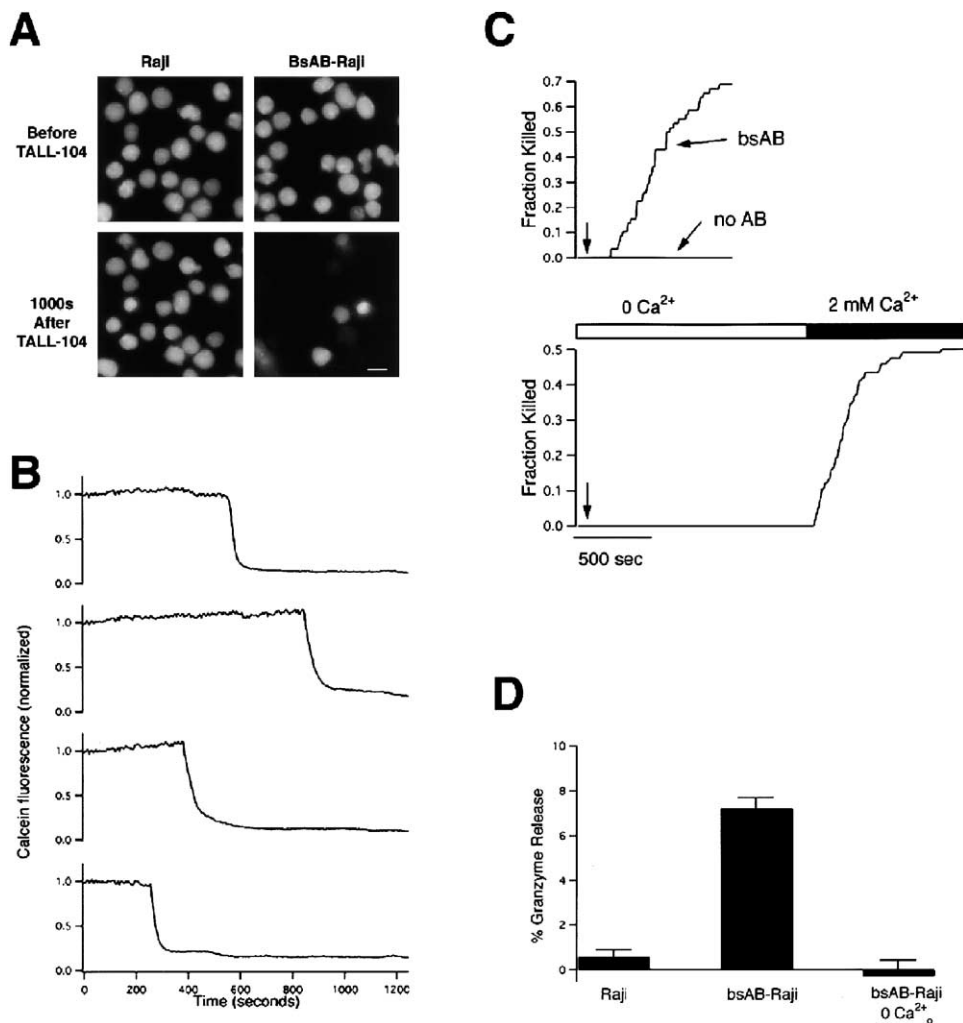 A
Raji
BsAB-Raji
Before
TALL-104
1000s
After
TALL-104
B
Calcein fluorescence (normalized)
1.0
0.5
0.0
1.0
0.5
0.0
1.0
0.5
0.0
1.0
0.5
0.0
0 200 400 600 800 1000 1200
Time (seconds)
C
Fraction Killed
0.7
0.6
0.5
0.4
0.3
0.2
0.1
0.0
bsAB
no AB
0 Ca²⁺
2 mM Ca²⁺
Fraction Killed
0.5
0.4
0.3
0.2
0.1
0.0
500 sec
D
% Granzyme Release
10
8
6
4
2
0
Raji
bsAB-Raji
bsAB-Raji
0 Ca²⁺ₒ